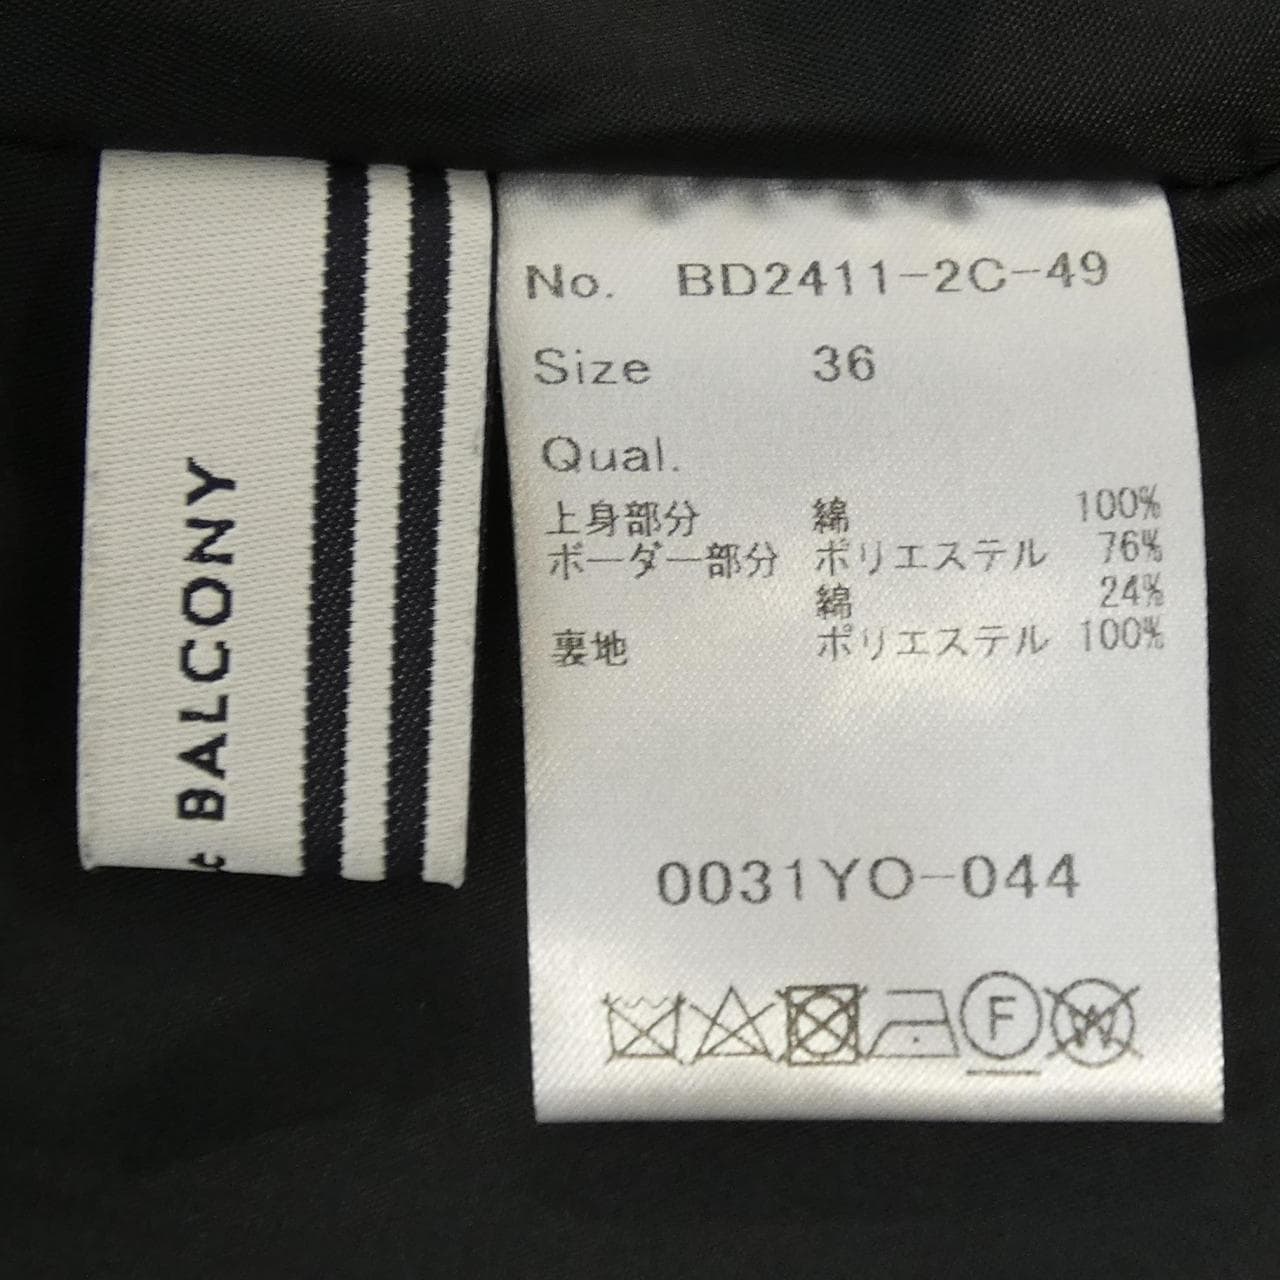 & BALCONY
No. BD2411-2C-49
Size 36
Qual.
上身部分 綿 100%
ボーダー部分 ポリエステル 76%
綿 24%
裏地 ポリエステル 100%
0031YO-044
F W